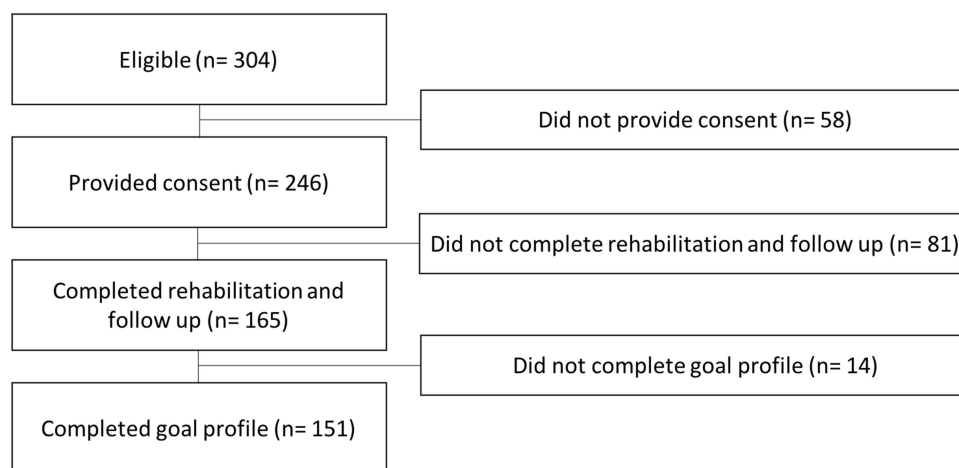 Eligible (n= 304)
Did not provide consent (n= 58)
Provided consent (n= 246)
Did not complete rehabilitation and follow up (n= 81)
Completed rehabilitation and
follow up (n= 165)
Did not complete goal profile (n= 14)
Completed goal profile (n= 151)